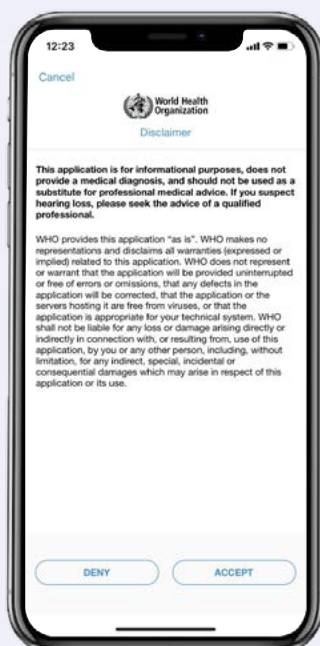 12:23
Cancel
World Health
Organization
Disclaimer
This application is for informational purposes, does not
provide a medical diagnosis, and should not be used as a
substitute for professional medical advice. If you suspect
hearing loss, please seek the advice of a qualified
professional.
WHO provides this application "as is". WHO makes no
representations and disclaims all warranties (expressed or
implied) related to this application. WHO does not represent
or warrant that the application will be provided uninterrupted
or free of errors or omissions, that any defects in the
application will be corrected, that the application or the
servers hosting it are free from viruses, or that the
application is appropriate for your technical system. WHO
shall not be liable for any loss or damage arising directly or
indirectly in connection with, or resulting from, use of this
application, by you or any other person, including, without
limitation, for any indirect, special, incidental or
consequential damages which may arise in respect of this
application or its use.
DENY ACCEPT